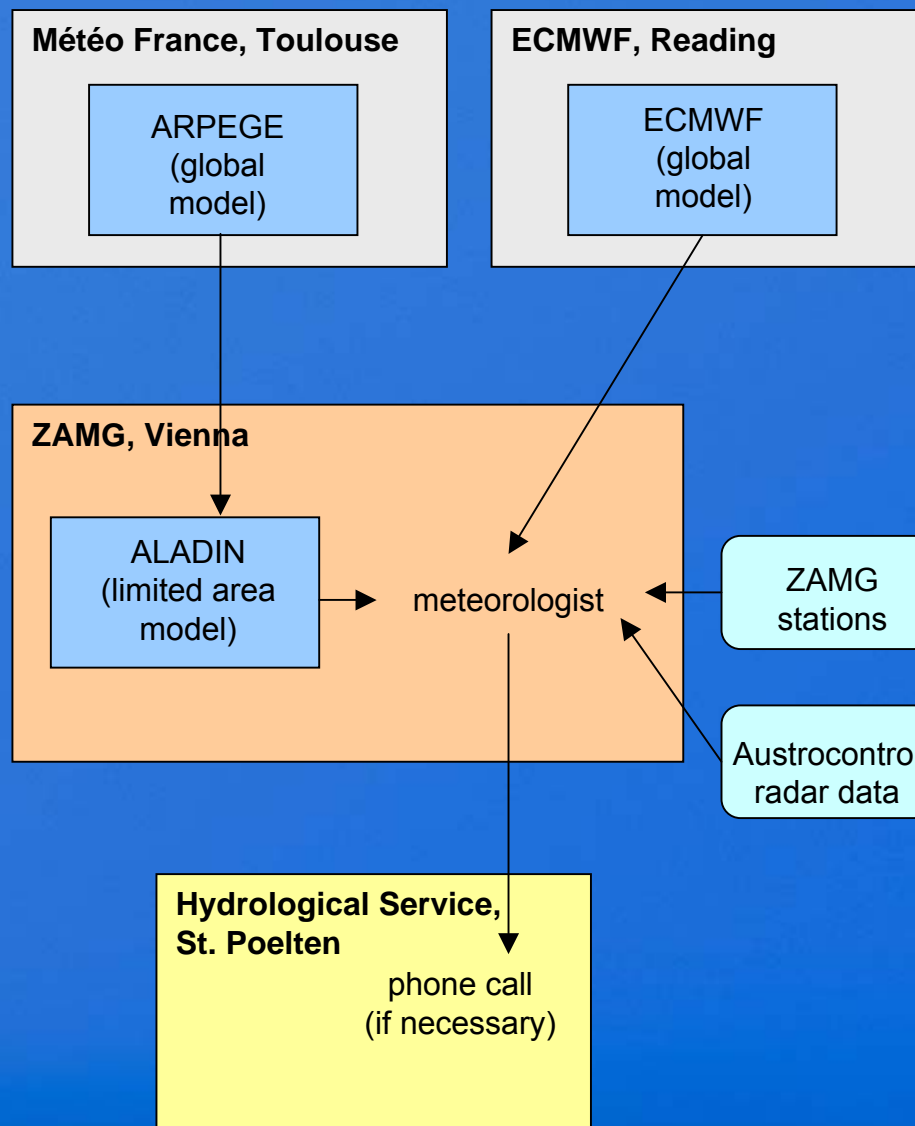 Météo France, Toulouse
ARPEGE
(global
model)
ECMWF, Reading
ECMWF
(global
model)
ZAMG, Vienna
ALADIN
(limited area
model)
meteorologist
ZAMG
stations
Austrocontro
radar data
Hydrological Service,
St. Poelten
phone call
(if necessary)